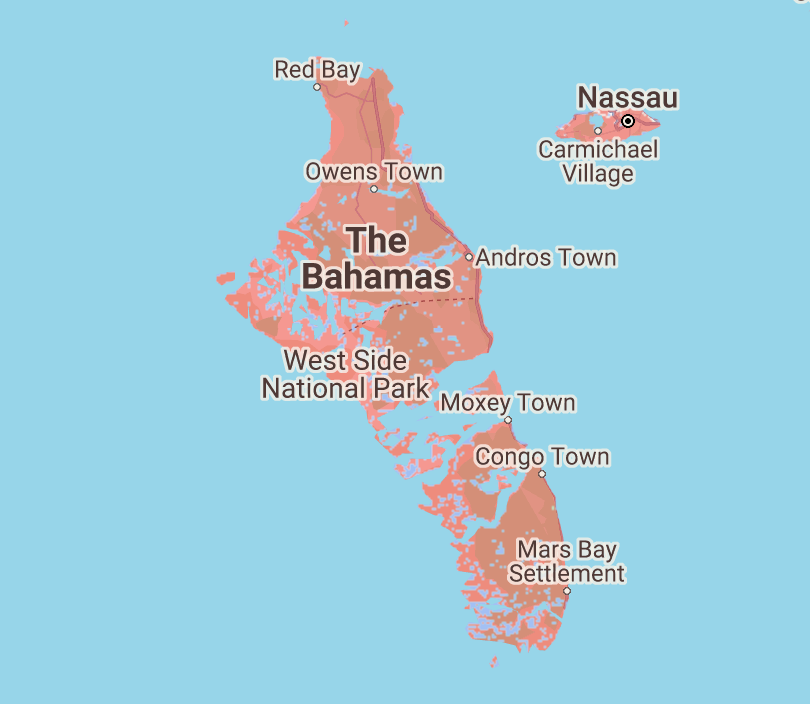 Red Bay
Nassau
Carmichael
Village
Owens Town
The
Bahamas
Andros Town
West Side
National Park
Moxey Town
Congo Town
Mars Bay
Settlement